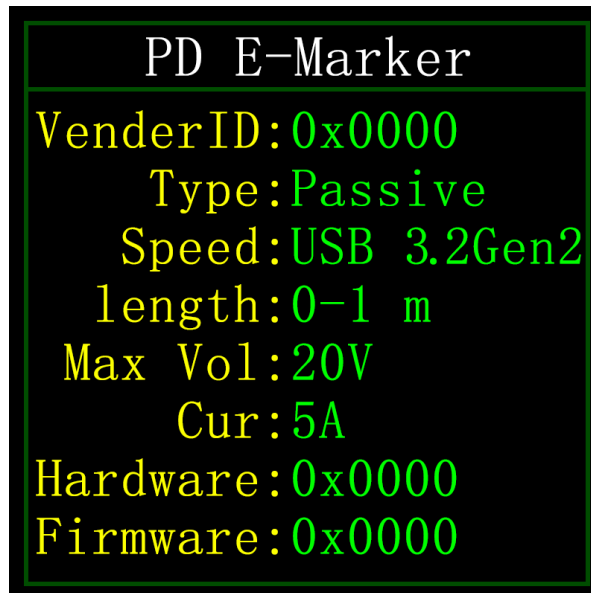 PD E-Marker
VenderID:0x0000
Type:Passive
Speed:USB 3.2Gen2
length:0-1 m
Max Vol:20V
Cur:5A
Hardware:0x0000
Firmware:0x0000